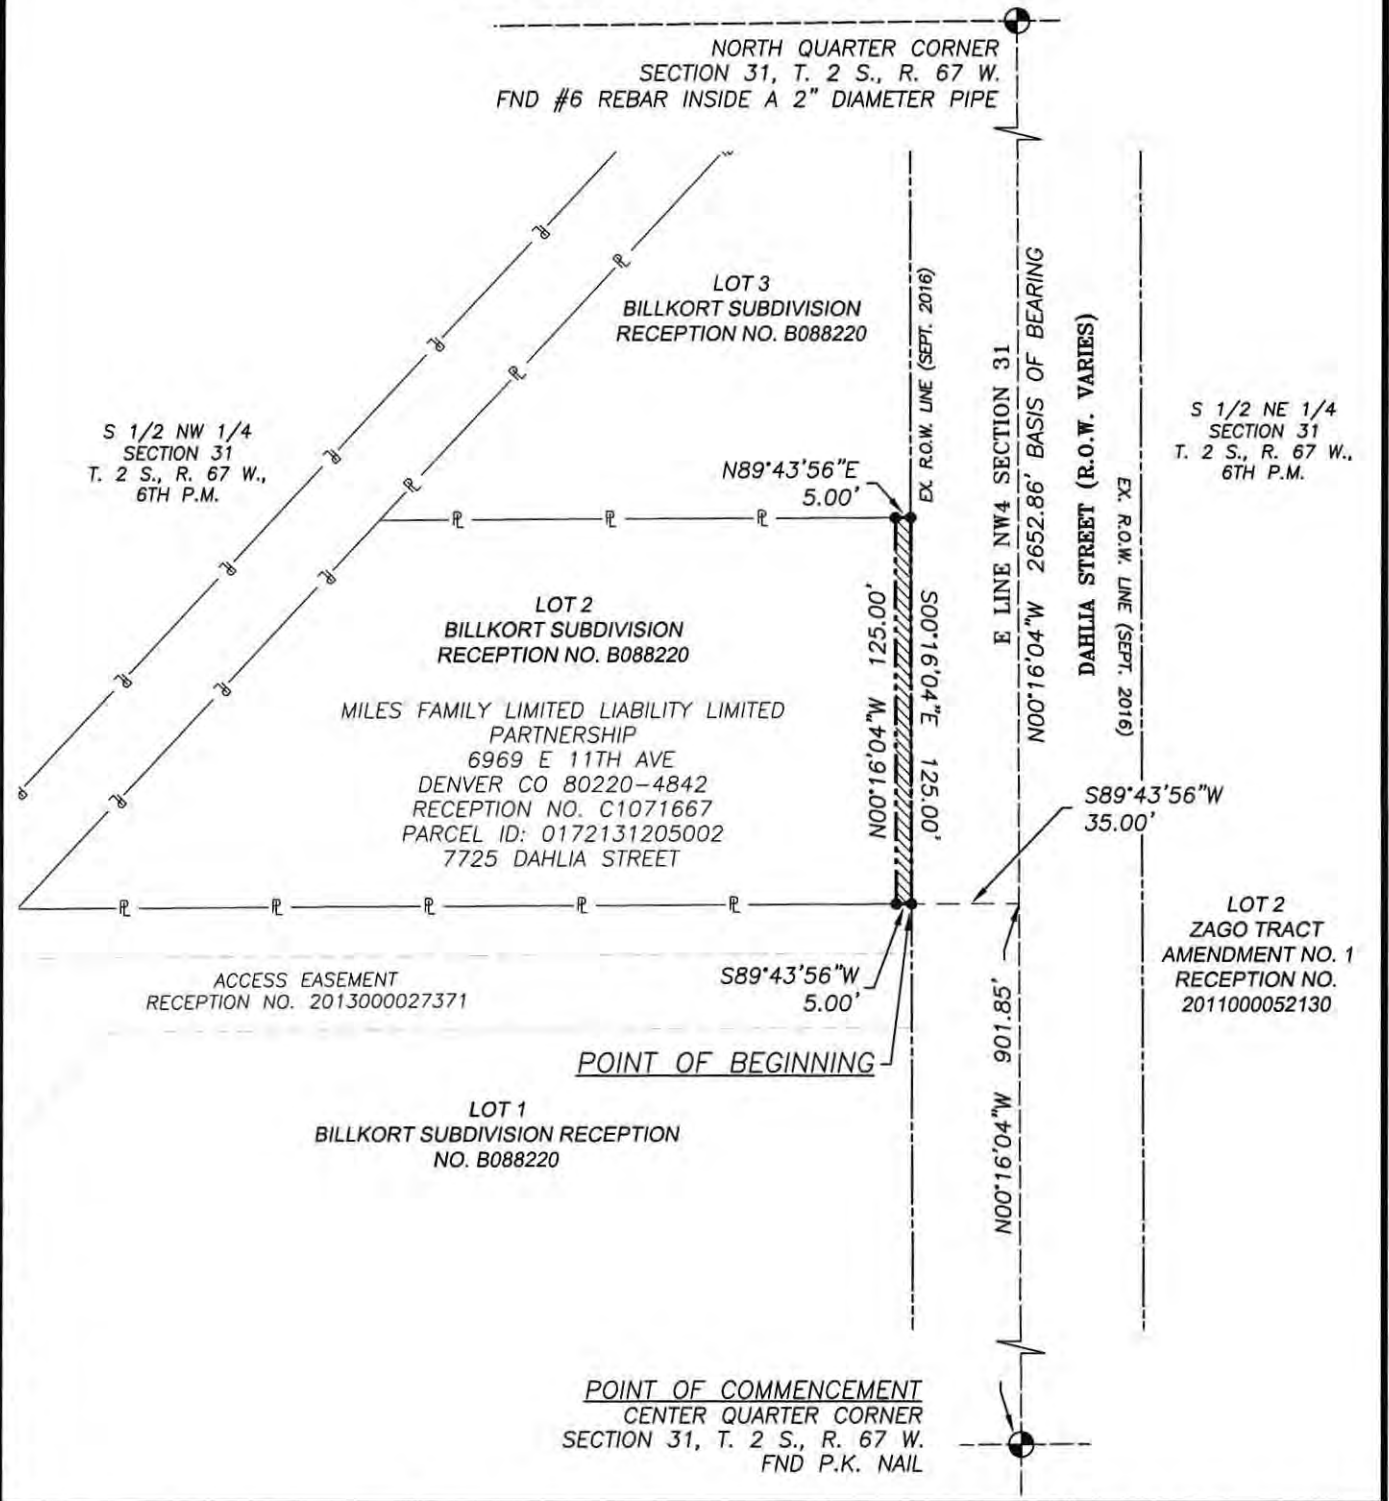 NORTH QUARTER CORNER
SECTION 31, T. 2 S., R. 67 W.
FND #6 REBAR INSIDE A 2" DIAMETER PIPE
LOT 3
BILLKORT SUBDIVISION
RECEPTION NO. B088220
EX. R.O.W. LINE (SEPT. 2016)
E LINE NW4 SECTION 31
N00°16'04"W 2652.86' BASIS OF BEARING
DAHLIA STREET (R.O.W. VARIES)
EX. R.O.W. LINE (SEPT. 2016)
S 1/2 NE 1/4
SECTION 31
T. 2 S., R. 67 W.,
6TH P.M.
S 1/2 NW 1/4
SECTION 31
T. 2 S., R. 67 W.,
6TH P.M.
N89°43'56"E
5.00'
LOT 2
BILLKORT SUBDIVISION
RECEPTION NO. B088220
MILES FAMILY LIMITED LIABILITY LIMITED
PARTNERSHIP
6969 E 11TH AVE
DENVER CO 80220-4842
RECEPTION NO. C1071667
PARCEL ID: 0172131205002
7725 DAHLIA STREET
N00°16'04"W 125.00'
S00°16'04"E 125.00'
S89°43'56"W
35.00'
LOT 2
ZAGO TRACT
AMENDMENT NO. 1
RECEPTION NO.
2011000052130
ACCESS EASEMENT
RECEPTION NO. 2013000027371
S89°43'56"W
5.00'
POINT OF BEGINNING
N00°16'04"W 901.85'
LOT 1
BILLKORT SUBDIVISION RECEPTION
NO. B088220
POINT OF COMMENCEMENT
CENTER QUARTER CORNER
SECTION 31, T. 2 S., R. 67 W.
FND P.K. NAIL